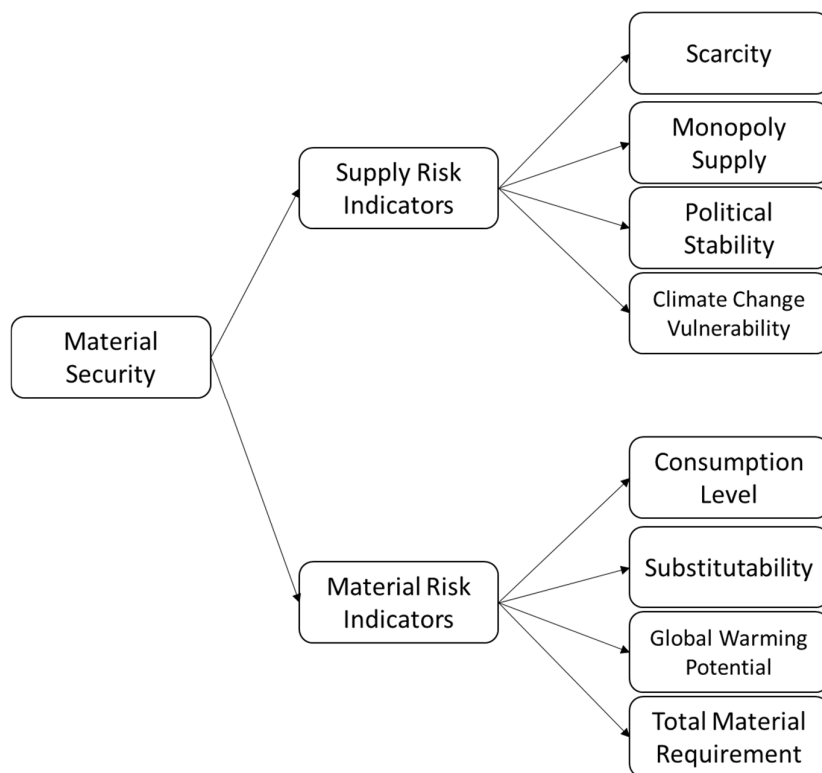 Scarcity
Monopoly
Supply
Supply Risk
Indicators
Political
Stability
Climate Change
Vulnerability
Material
Security
Consumption
Level
Substitutability
Material Risk
Indicators
Global Warming
Potential
Total Material
Requirement